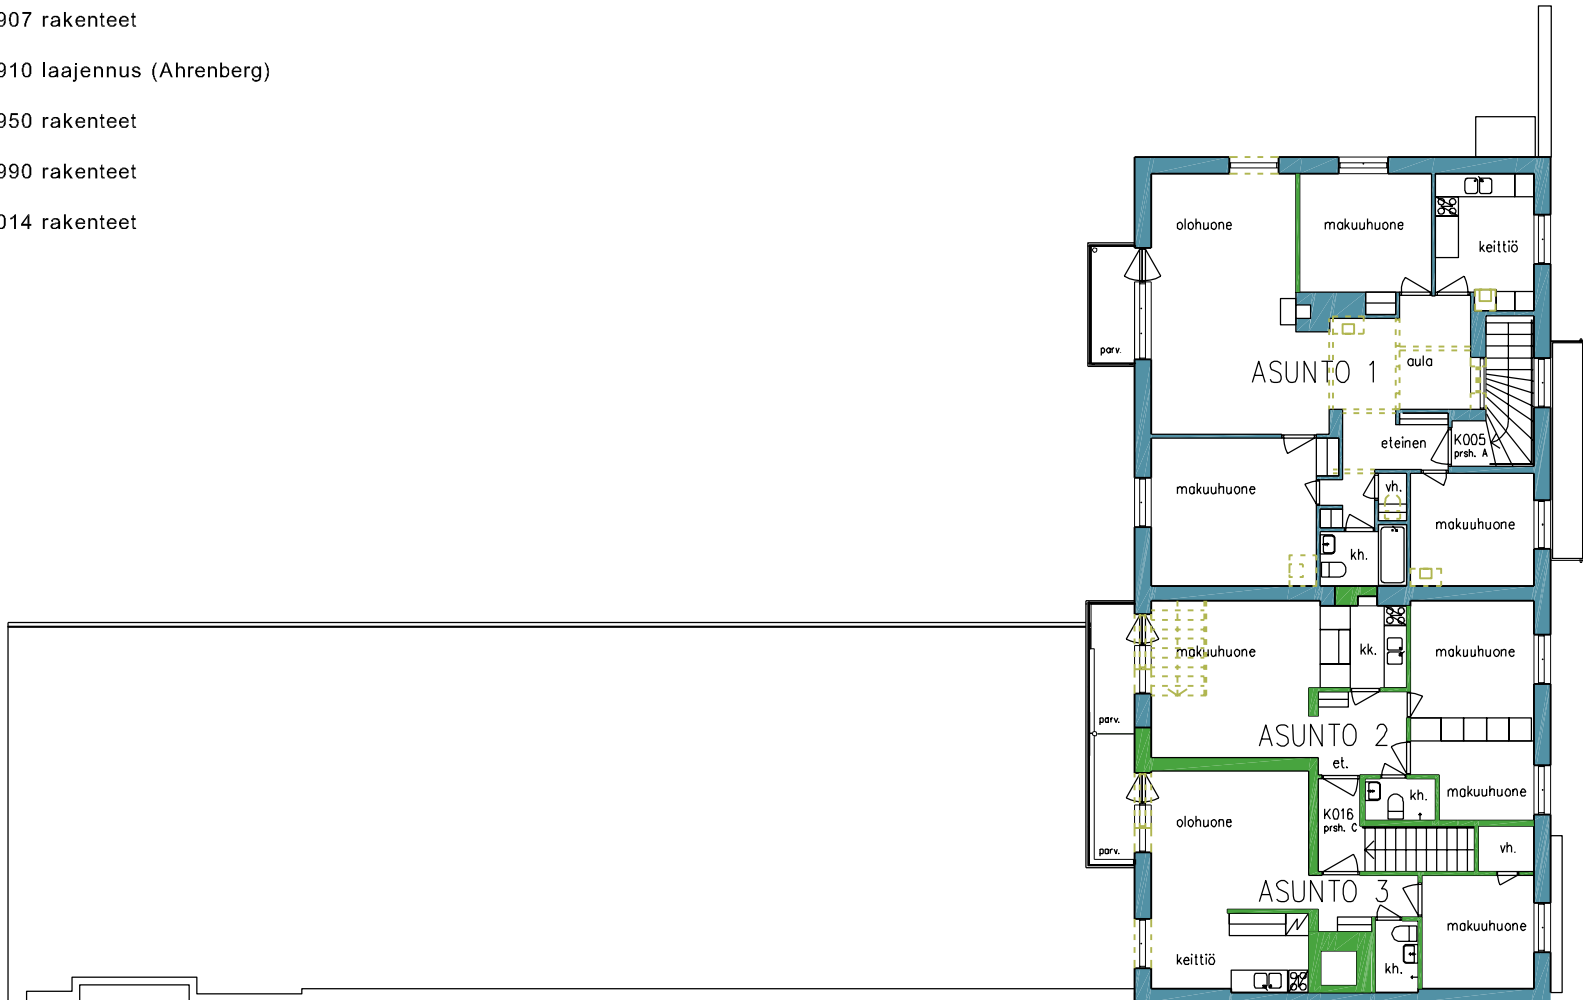 907 rakenteet
910 laajennus (Ahrenberg)
950 rakenteet
990 rakenteet
014 rakenteet
olohuone
makuuhuone
keittiö
parv.
ASUNTO 1
aula
eteinen
K005
prsh. A
makuuhuone
vh.
makuuhuone
kh.
makuuhuone
kk.
makuuhuone
parv.
ASUNTO 2
et.
kh.
makuuhuone
olohuone
K016
prsh. C
parv.
vh.
ASUNTO 3
makuuhuone
keittiö
kh.